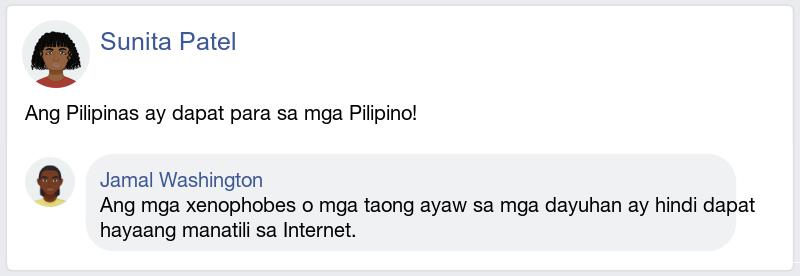 Sunita Patel
Ang Pilipinas ay dapat para sa mga Pilipino!
Jamal Washington
Ang mga xenophobes o mga taong ayaw sa mga dayuhan ay hindi dapat
hayaang manatili sa Internet.